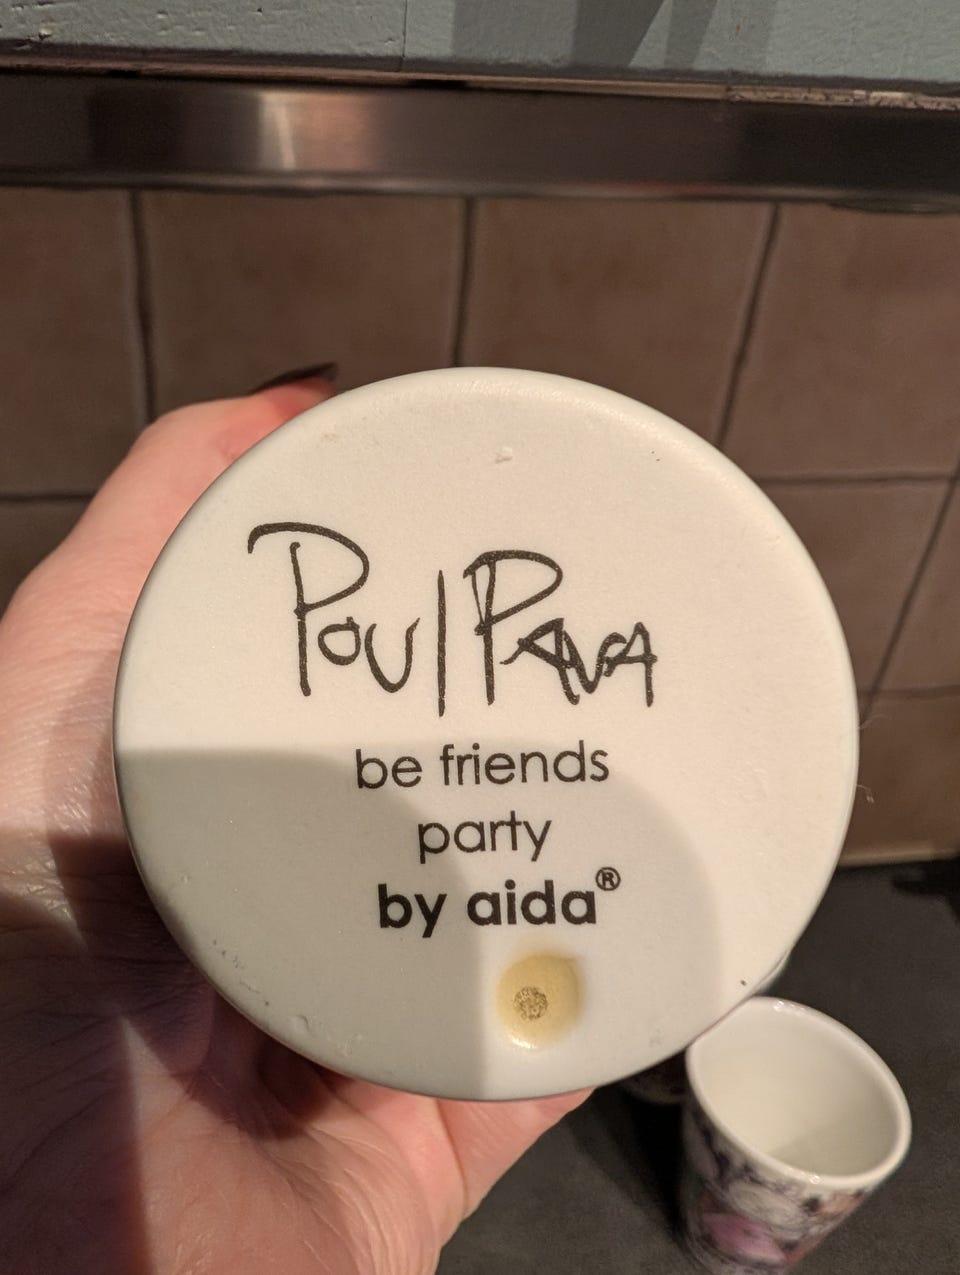 Poul Pava
be friends
party
by aida®